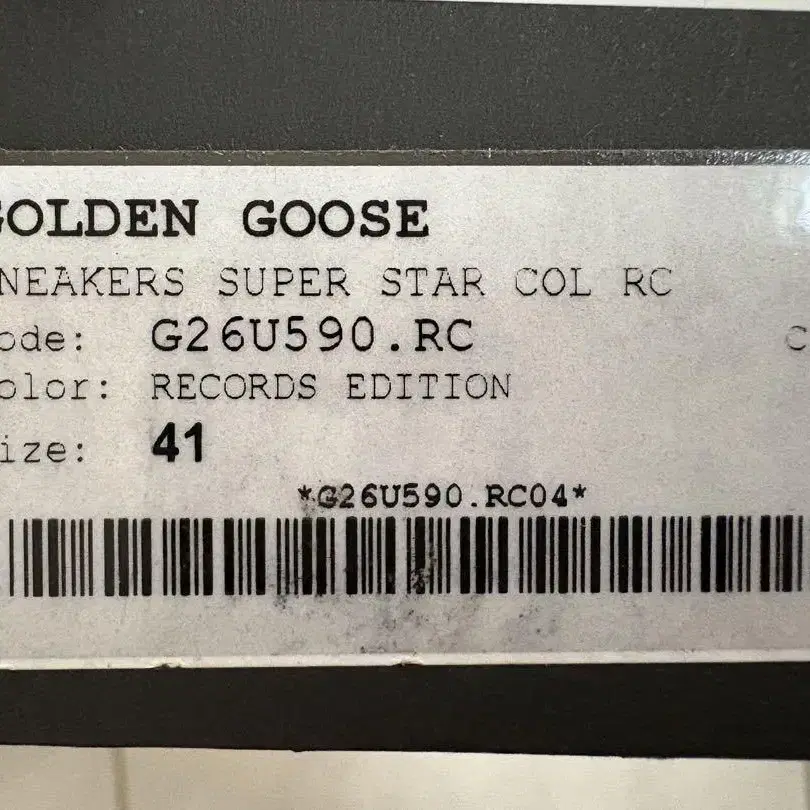 GOLDEN GOOSE
NEAKERS SUPER STAR COL RC
ode: G26U590.RC C
olor: RECORDS EDITION
ize: 41
*G26U590.RC04*